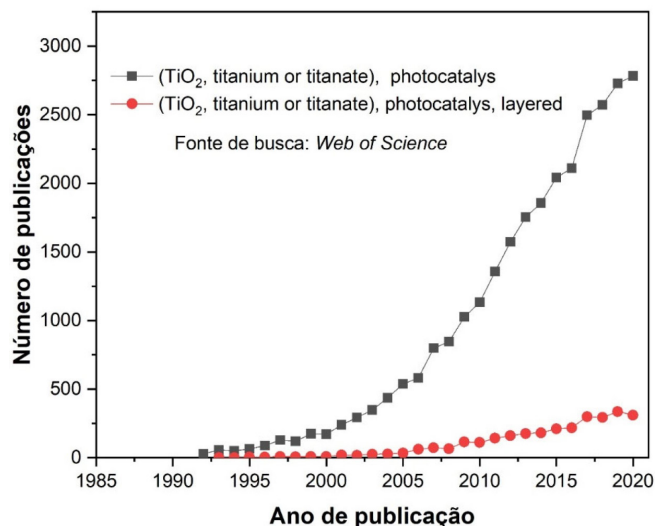 Número de publicações
3000
2500
2000
1500
1000
500
0
(TiO₂, titanium or titanate), photocatalys
(TiO₂, titanium or titanate), photocatalys, layered
Fonte de busca: Web of Science
1985 1990 1995 2000 2005 2010 2015 2020
Ano de publicação